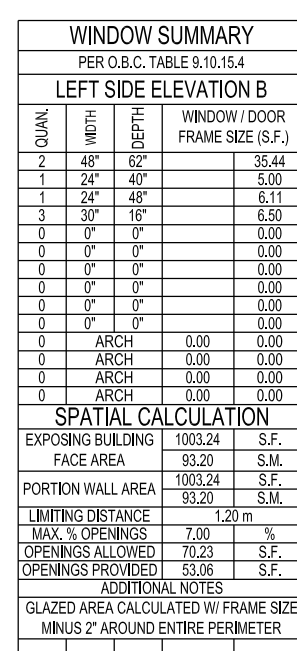 WINDOW SUMMARY
PER O.B.C. TABLE 9.10.15.4
LEFT SIDE ELEVATION B
QUAN. WIDTH DEPTH WINDOW / DOOR FRAME SIZE (S.F.)
2 48" 62" 35.44
1 24" 40" 5.00
1 24" 48" 6.11
3 30" 16" 6.50
0 0" 0" 0.00
0 0" 0" 0.00
0 0" 0" 0.00
0 0" 0" 0.00
0 0" 0" 0.00
0 0" 0" 0.00
0 ARCH 0.00 0.00
0 ARCH 0.00 0.00
0 ARCH 0.00 0.00
0 ARCH 0.00 0.00
SPATIAL CALCULATION
EXPOSING BUILDING 1003.24 S.F.
FACE AREA 93.20 S.M.
PORTION WALL AREA 1003.24 S.F.
93.20 S.M.
LIMITING DISTANCE 1.20 m
MAX. % OPENINGS 7.00 %
OPENINGS ALLOWED 70.23 S.F.
OPENINGS PROVIDED 53.06 S.F.
ADDITIONAL NOTES
GLAZED AREA CALCULATED W/ FRAME SIZE
MINUS 2" AROUND ENTIRE PERIMETER